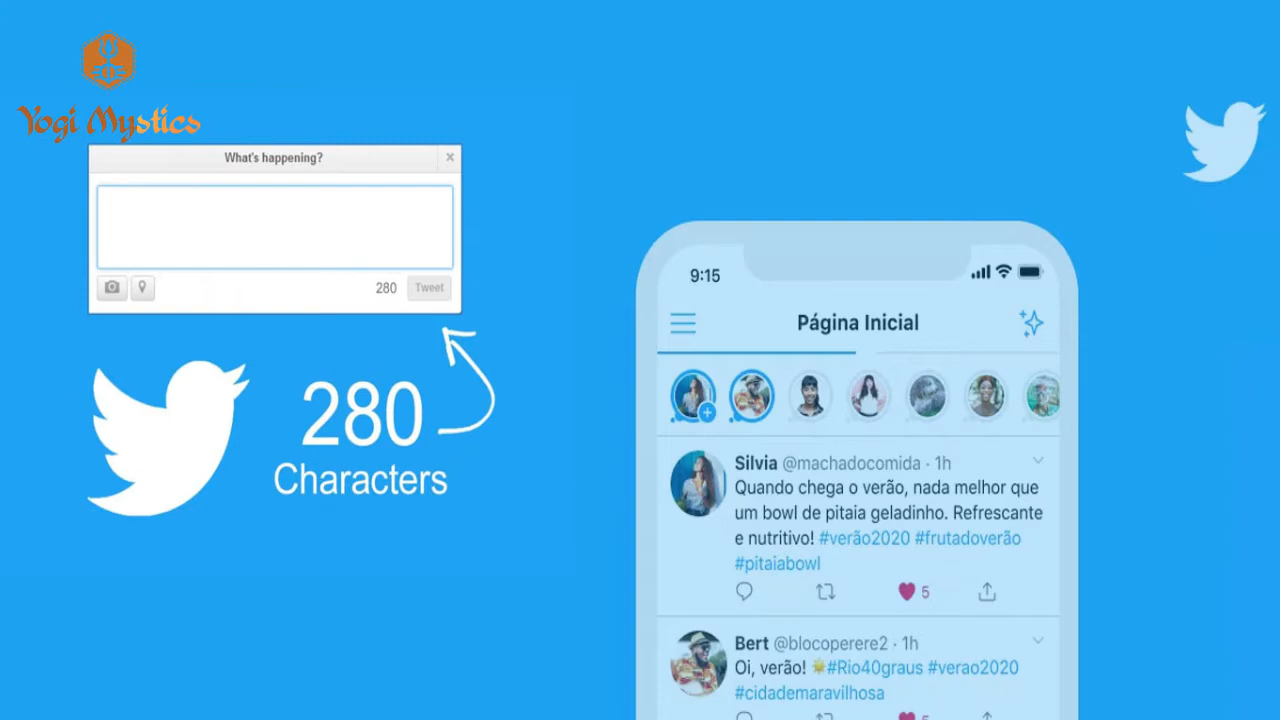 Yogi Mystics
What's happening?
280
Tweet
280
Characters
9:15
Página Inicial
Silvia @machadocomida · 1h
Quando chega o verão, nada melhor que
um bowl de pitaia geladinho. Refrescante
e nutritivo! #verão2020 #frutadoverão
#pitaiabowl
5
Bert @blocoperere2 · 1h
Oi, verão! ☀️#Rio40graus #verao2020
#cidademaravilhosa
5